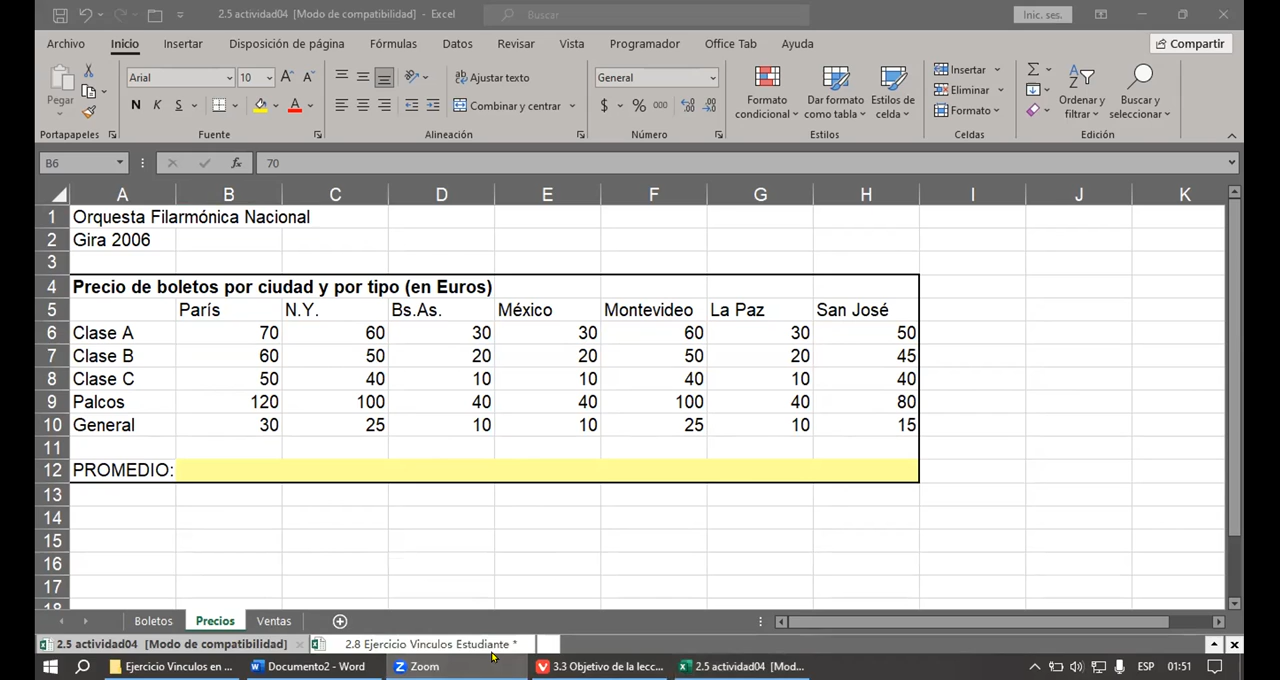 2.5 actividad04 [Modo de compatibilidad] - Excel
Buscar
Inic. ses.
Archivo Inicio Insertar Disposición de página Fórmulas Datos Revisar Vista Programador Office Tab Ayuda
Compartir
Pegar
Portapapeles
Arial 10
N K S
Fuente
Ajustar texto
Combinar y centrar
Alineación
General
$ % 000
Número
Formato condicional
Dar formato como tabla
Estilos de celda
Estilos
Insertar
Eliminar
Formato
Celdas
Ordenar y filtrar
Buscar y seleccionar
Edición
B6 fx 70
A B C D E F G H I J K
1 Orquesta Filarmónica Nacional
2 Gira 2006
3
4 Precio de boletos por ciudad y por tipo (en Euros)
5 París N.Y. Bs.As. México Montevideo La Paz San José
6 Clase A 70 60 30 30 60 30 50
7 Clase B 60 50 20 20 50 20 45
8 Clase C 50 40 10 10 40 10 40
9 Palcos 120 100 40 40 100 40 80
10 General 30 25 10 10 25 10 15
11
12 PROMEDIO:
13
14
15
16
17
18
Boletos Precios Ventas
2.5 actividad04 [Modo de compatibilidad] 2.8 Ejercicio Vinculos Estudiante *
Ejercicio Vinculos en ... Documento2 - Word Zoom 3.3 Objetivo de la lecc... 2.5 actividad04 [Mod... ESP 01:51